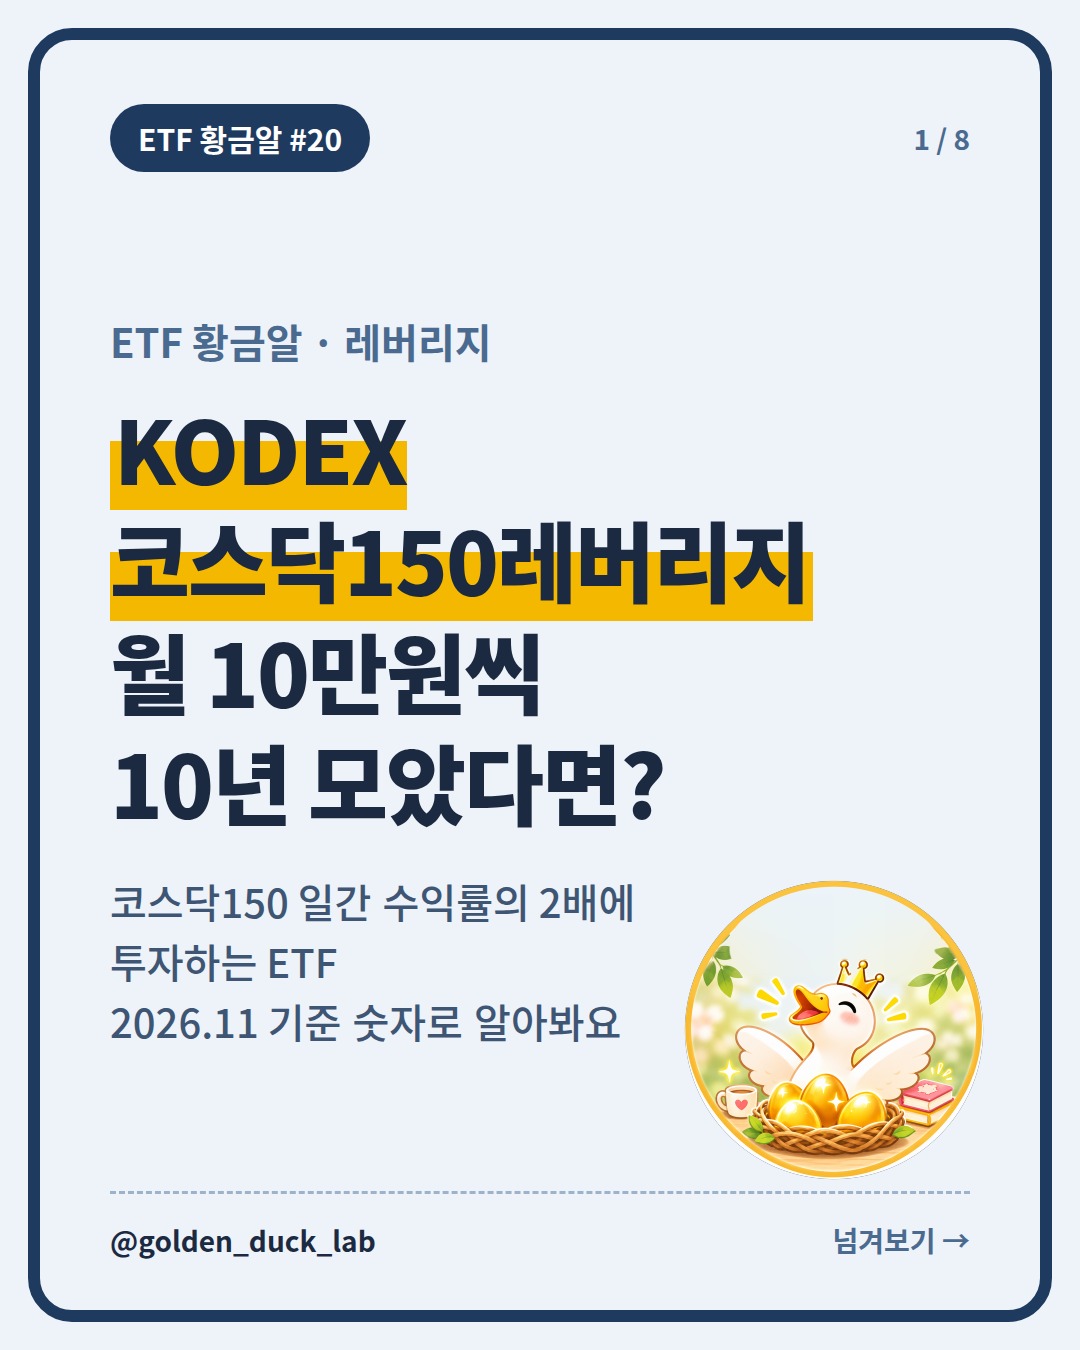 ETF 황금알 #20
1 / 8
ETF 황금알 · 레버리지
KODEX
코스닥150레버리지
월 10만원씩
10년 모았다면?
코스닥150 일간 수익률의 2배에
투자하는 ETF
2026.11 기준 숫자로 알아봐요
@golden_duck_lab
넘겨보기 →